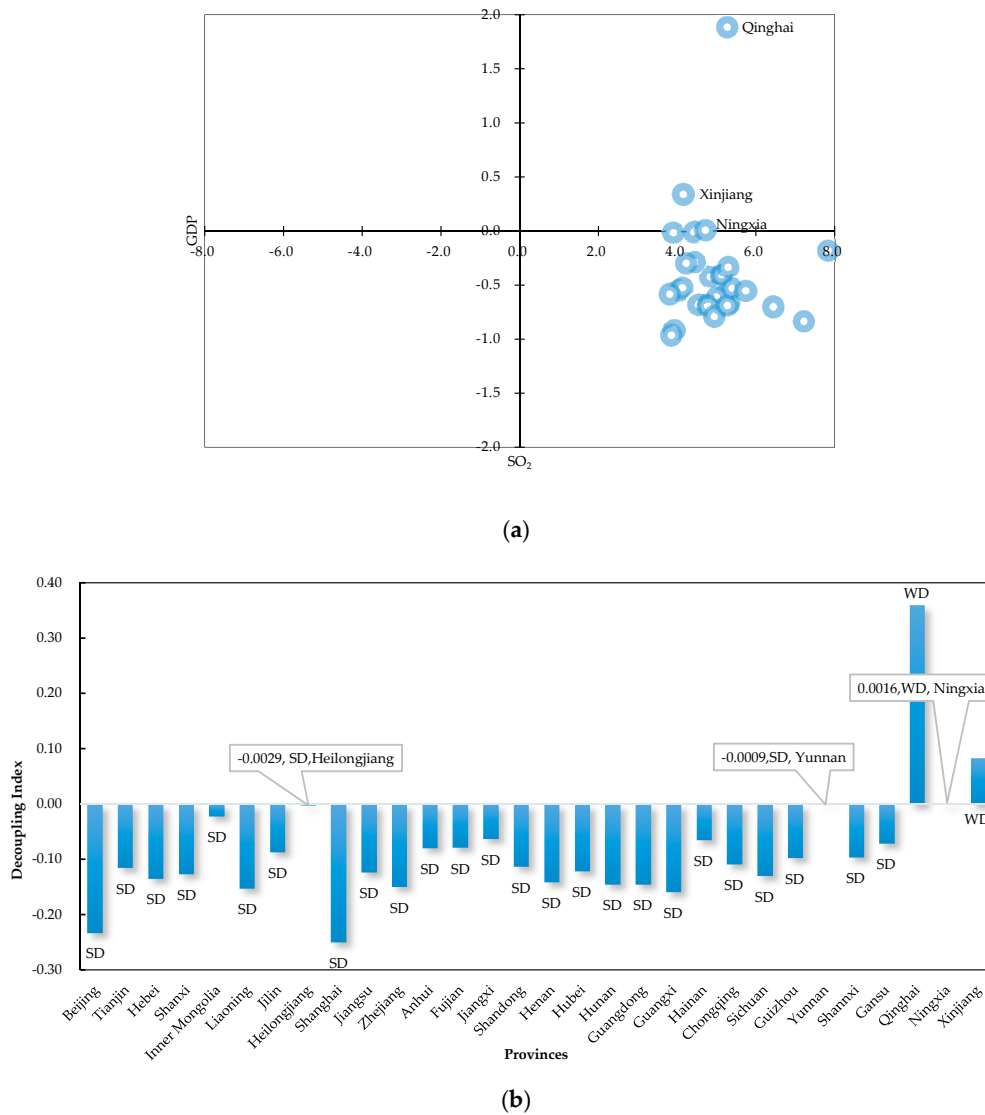 2.0
Qinghai
1.5
1.0
0.5
Xinjiang
Ningxia
GDP
0.0
-8.0 -6.0 -4.0 -2.0 0.0 2.0 4.0 6.0 8.0
-0.5
-1.0
-1.5
-2.0
SO2
(a)
0.40
WD
0.30
0.20
0.0016,WD, Ningxia
0.10
-0.0029, SD,Heilongjiang
-0.0009,SD, Yunnan
0.00
WD
SD SD SD SD SD SD SD SD SD SD SD SD SD SD SD SD SD SD SD SD SD SD SD SD SD
-0.10
-0.20
-0.30
Decoupling Index
Beijing
Tianjin
Hebei
Shanxi
Inner Mongolia
Liaoning
Jilin
Heilongjiang
Shanghai
Jiangsu
Zhejiang
Anhui
Fujian
Jiangxi
Shandong
Henan
Hubei
Hunan
Guangdong
Guangxi
Hainan
Chongqing
Sichuan
Guizhou
Yunnan
Shannxi
Gansu
Qinghai
Ningxia
Xinjiang
Provinces
(b)